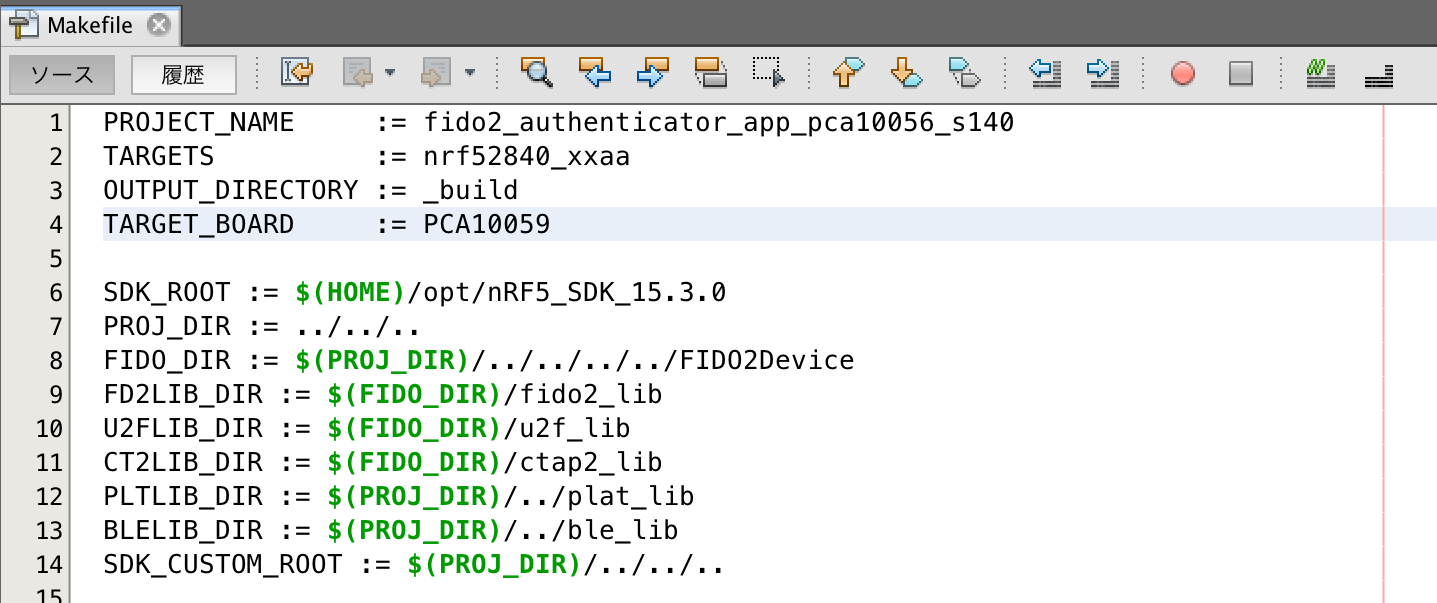 Makefile
ソース 履歴
1 PROJECT_NAME := fido2_authenticator_app_pca10056_s140
2 TARGETS := nrf52840_xxaa
3 OUTPUT_DIRECTORY := _build
4 TARGET_BOARD := PCA10059
5
6 SDK_ROOT := $(HOME)/opt/nRF5_SDK_15.3.0
7 PROJ_DIR := ../../..
8 FIDO_DIR := $(PROJ_DIR)/../../../../FIDO2Device
9 FD2LIB_DIR := $(FIDO_DIR)/fido2_lib
10 U2FLIB_DIR := $(FIDO_DIR)/u2f_lib
11 CT2LIB_DIR := $(FIDO_DIR)/ctap2_lib
12 PLTLIB_DIR := $(PROJ_DIR)/../plat_lib
13 BLELIB_DIR := $(PROJ_DIR)/../ble_lib
14 SDK_CUSTOM_ROOT := $(PROJ_DIR)/../../..
15